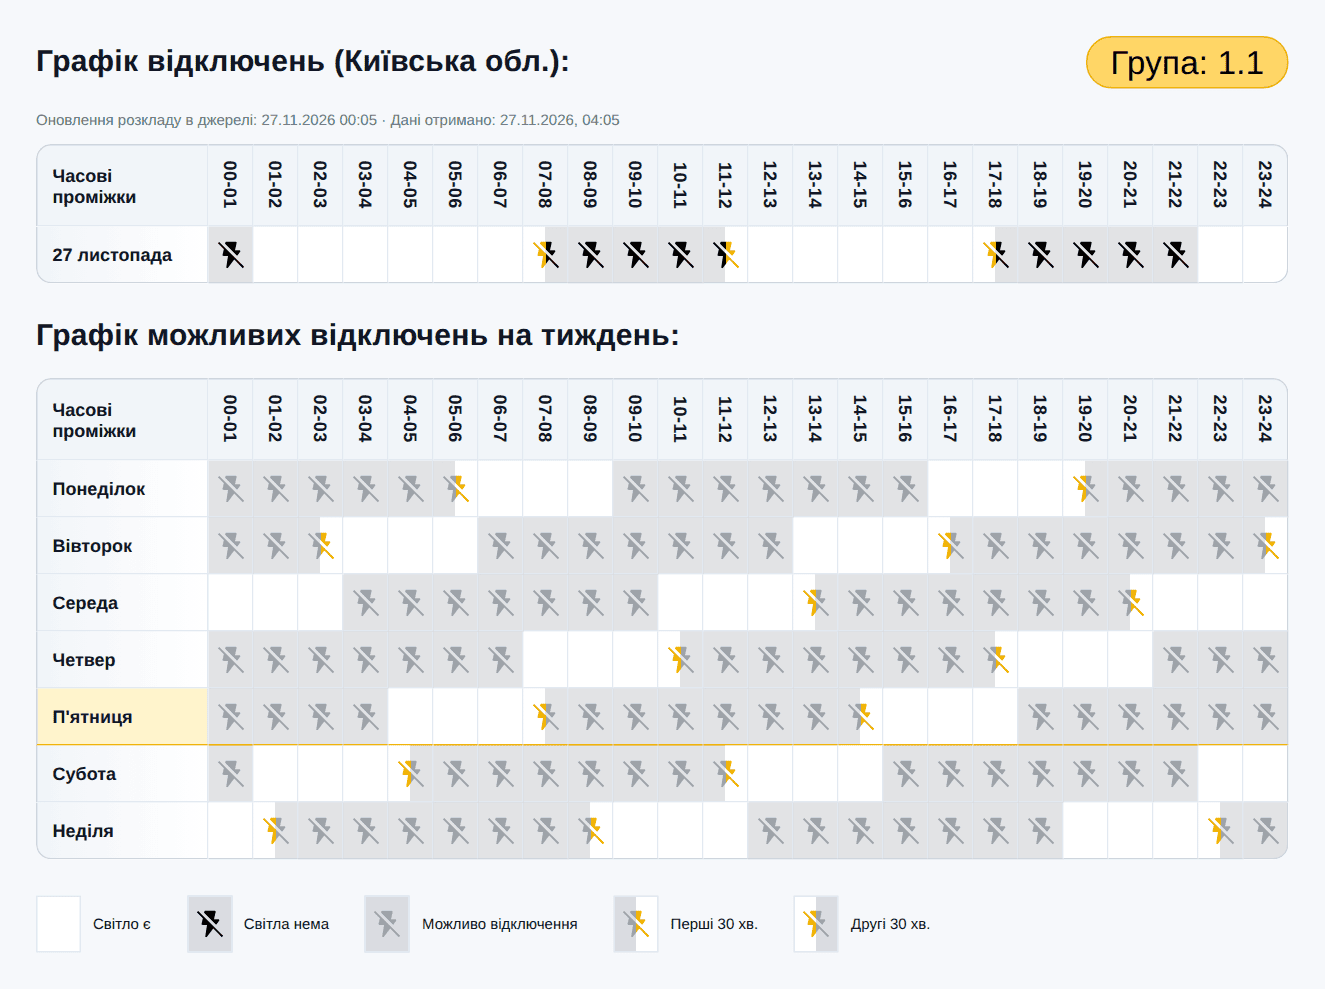 Графік відключень (Київська обл.):
Група: 1.1
Оновлення розкладу в джерелі: 27.11.2026 00:05 · Дані отримано: 27.11.2026, 04:05
Часові проміжки 00-01 01-02 02-03 03-04 04-05 05-06 06-07 07-08 08-09 09-10 10-11 11-12 12-13 13-14 14-15 15-16 16-17 17-18 18-19 19-20 20-21 21-22 22-23 23-24
27 листопада
Графік можливих відключень на тиждень:
Часові проміжки 00-01 01-02 02-03 03-04 04-05 05-06 06-07 07-08 08-09 09-10 10-11 11-12 12-13 13-14 14-15 15-16 16-17 17-18 18-19 19-20 20-21 21-22 22-23 23-24
Понеділок
Вівторок
Середа
Четвер
П'ятниця
Субота
Неділя
Світло є Світла нема Можливо відключення Перші 30 хв. Другі 30 хв.